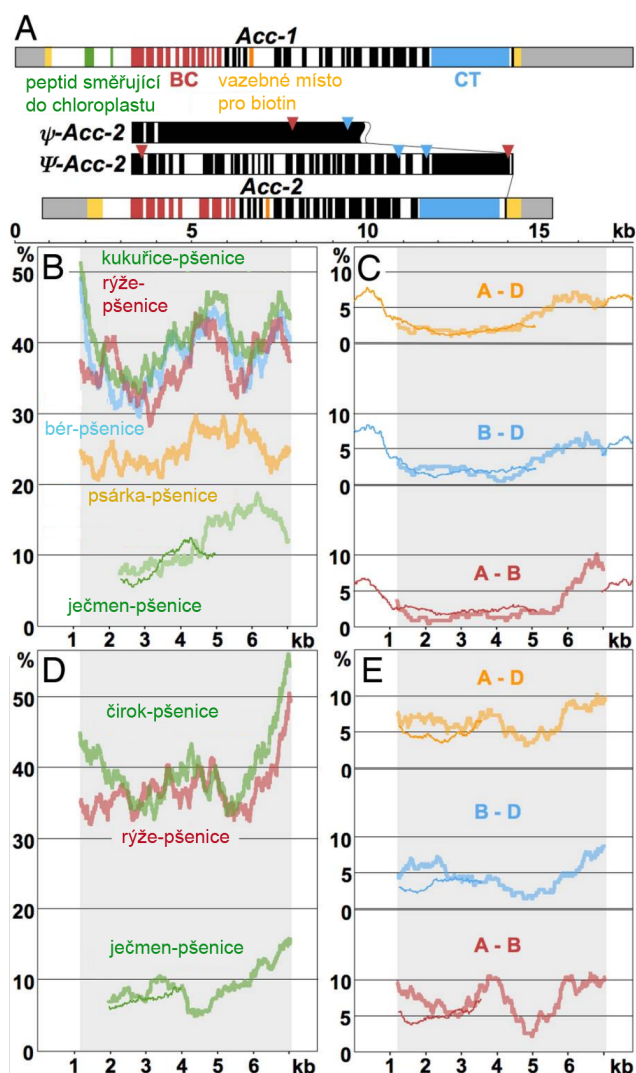 A
Acc-1
peptid směřující
do chloroplastu
BC
vazebné místo
pro biotin
CT
ψ-Acc-2
Ψ-Acc-2
Acc-2
0 5 10 15 kb
%
B
kukuřice-pšenice
50
rýže-
pšenice
40
30
bér-pšenice
20
psárka-pšenice
10
ječmen-pšenice
0
1 2 3 4 5 6 kb
%
C
10
A - D
5
0
10
B - D
5
0
10
A - B
5
0
1 2 3 4 5 6 kb
%
D
50
čirok-pšenice
40
rýže-pšenice
30
20
ječmen-pšenice
10
0
1 2 3 4 5 6 kb
%
E
A - D
10
5
0
B - D
10
5
0
A - B
10
5
0
1 2 3 4 5 6 kb